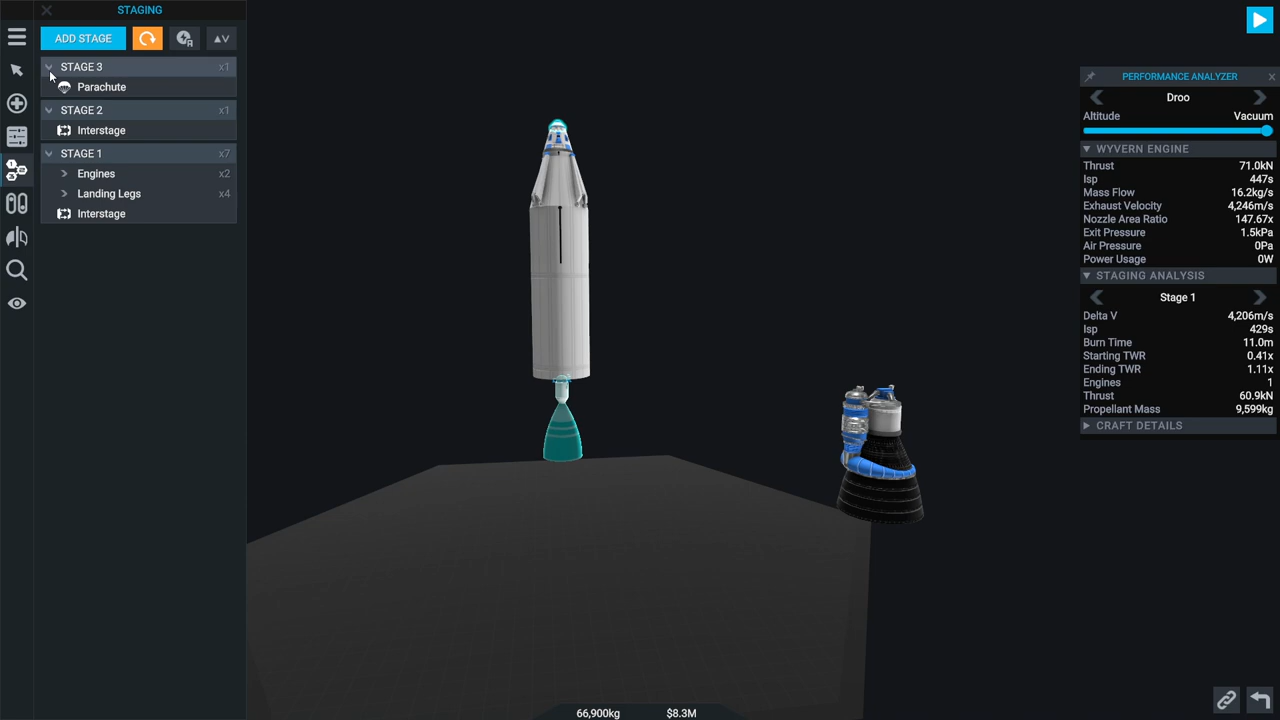 STAGING
ADD STAGE
STAGE 3 x1
Parachute
STAGE 2 x1
Interstage
STAGE 1 x7
Engines x2
Landing Legs x4
Interstage
PERFORMANCE ANALYZER
Droo
Altitude Vacuum
WYVERN ENGINE
Thrust 71.0kN
Isp 447s
Mass Flow 16.2kg/s
Exhaust Velocity 4,246m/s
Nozzle Area Ratio 147.67x
Exit Pressure 1.5kPa
Air Pressure 0Pa
Power Usage 0W
STAGING ANALYSIS
Stage 1
Delta V 4,206m/s
Isp 429s
Burn Time 11.0m
Starting TWR 0.41x
Ending TWR 1.11x
Engines 1
Thrust 60.9kN
Propellant Mass 9,599kg
CRAFT DETAILS
66,900kg $8.3M